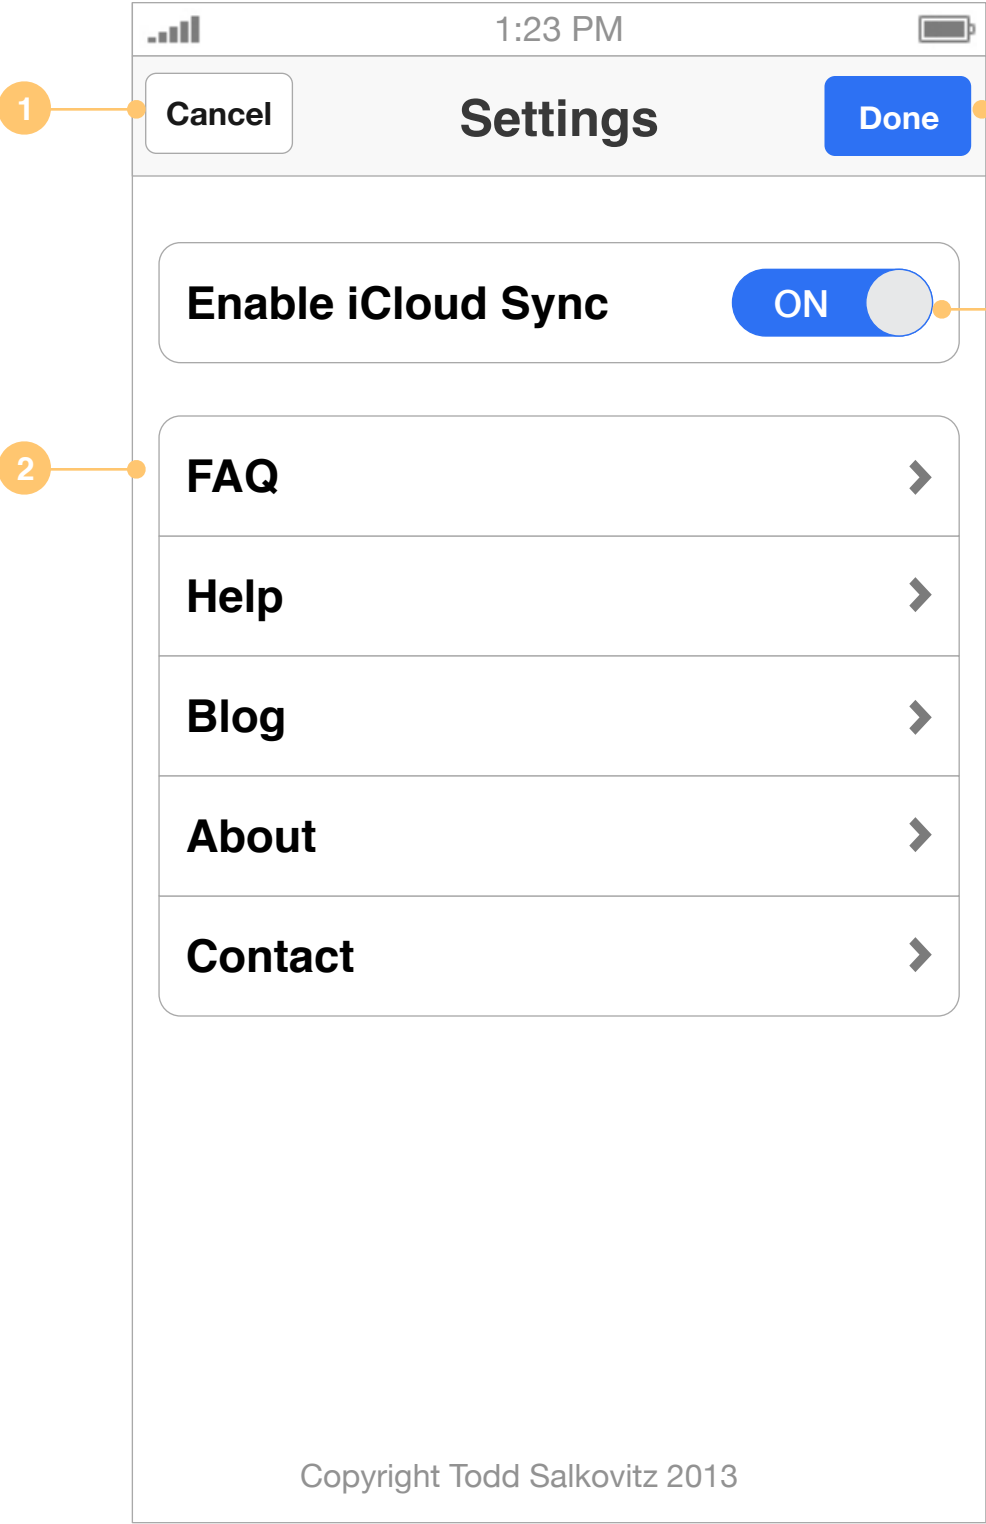 1:23 PM
1
Cancel
Settings
Done
Enable iCloud Sync
ON
2
FAQ
Help
Blog
About
Contact
Copyright Todd Salkovitz 2013